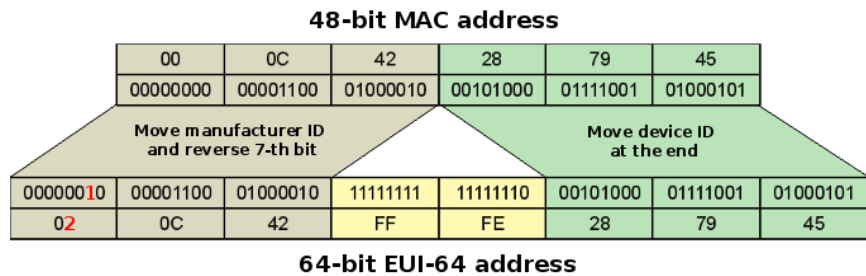 48-bit MAC address
00 0C 42 28 79 45
00000000 00001100 01000010 00101000 01111001 01000101
Move manufacturer ID Move device ID
and reverse 7-th bit at the end
00000010 00001100 01000010 11111111 11111110 00101000 01111001 01000101
02 0C 42 FF FE 28 79 45
64-bit EUI-64 address